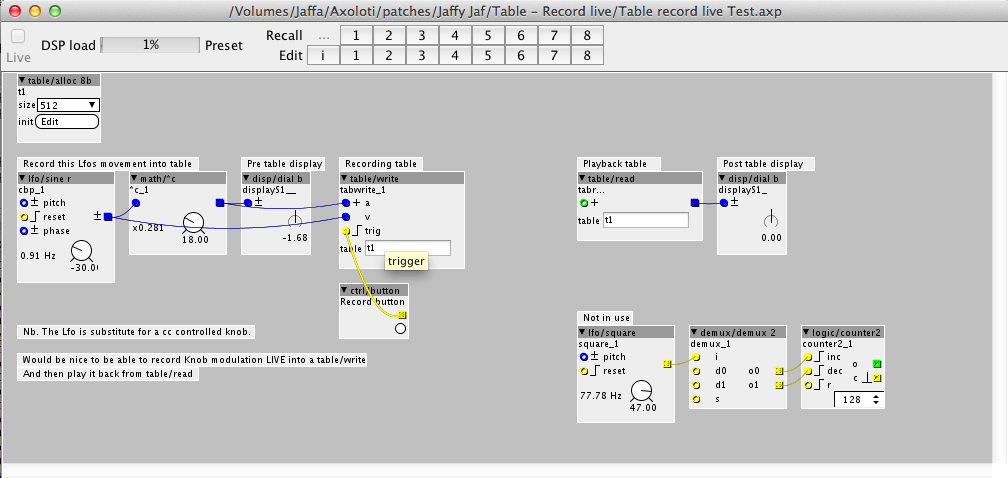 /Volumes/Jaffa/Axoloti/patches/Jaffy Jaf/Table - Record live/Table record live Test.axp
Live
DSP load 1% Preset
Recall ... 1 2 3 4 5 6 7 8
Edit i 1 2 3 4 5 6 7 8
table/alloc 8b
t1
size 512
init Edit
Record this Lfos movement into table
lfo/sine r
cbp_1
pitch
reset ±
phase
0.91 Hz
-30.0(
math/^c
^c_1
x0.281
18.00
Pre table display
disp/dial b
displayS1__
±
-1.68
Recording table
table/write
tabwrite_1
+ a
v
trig
table t1
trigger
ctrl/button
Record button
Playback table
table/read
tabr...
+
table t1
Post table display
disp/dial b
displayS1_
±
0.00
Nb. The Lfo is substitute for a cc controlled knob.
Would be nice to be able to record Knob modulation LIVE into a table/write
And then play it back from table/read
Not in use
lfo/square
square_1
± pitch
reset
77.78 Hz
47.00
demux/demux 2
demux_1
i
d0 o0
d1 o1
s
logic/counter2
counter2_1
inc o
dec c
r
128